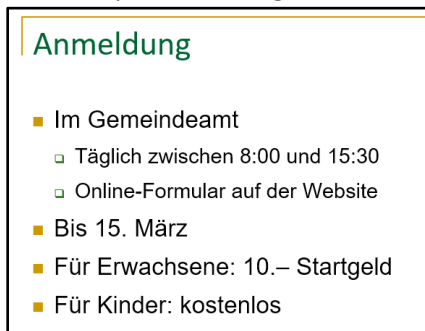 Anmeldung
Im Gemeindeamt
Täglich zwischen 8:00 und 15:30
Online-Formular auf der Website
Bis 15. März
Für Erwachsene: 10.– Startgeld
Für Kinder: kostenlos